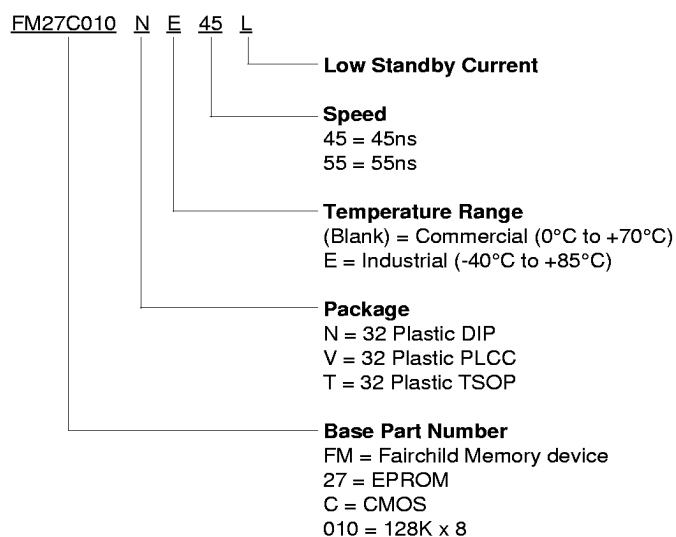 FM27C010 N E 45 L
Low Standby Current
Speed
45 = 45ns
55 = 55ns
Temperature Range
(Blank) = Commercial (0°C to +70°C)
E = Industrial (-40°C to +85°C)
Package
N = 32 Plastic DIP
V = 32 Plastic PLCC
T = 32 Plastic TSOP
Base Part Number
FM = Fairchild Memory device
27 = EPROM
C = CMOS
010 = 128K x 8